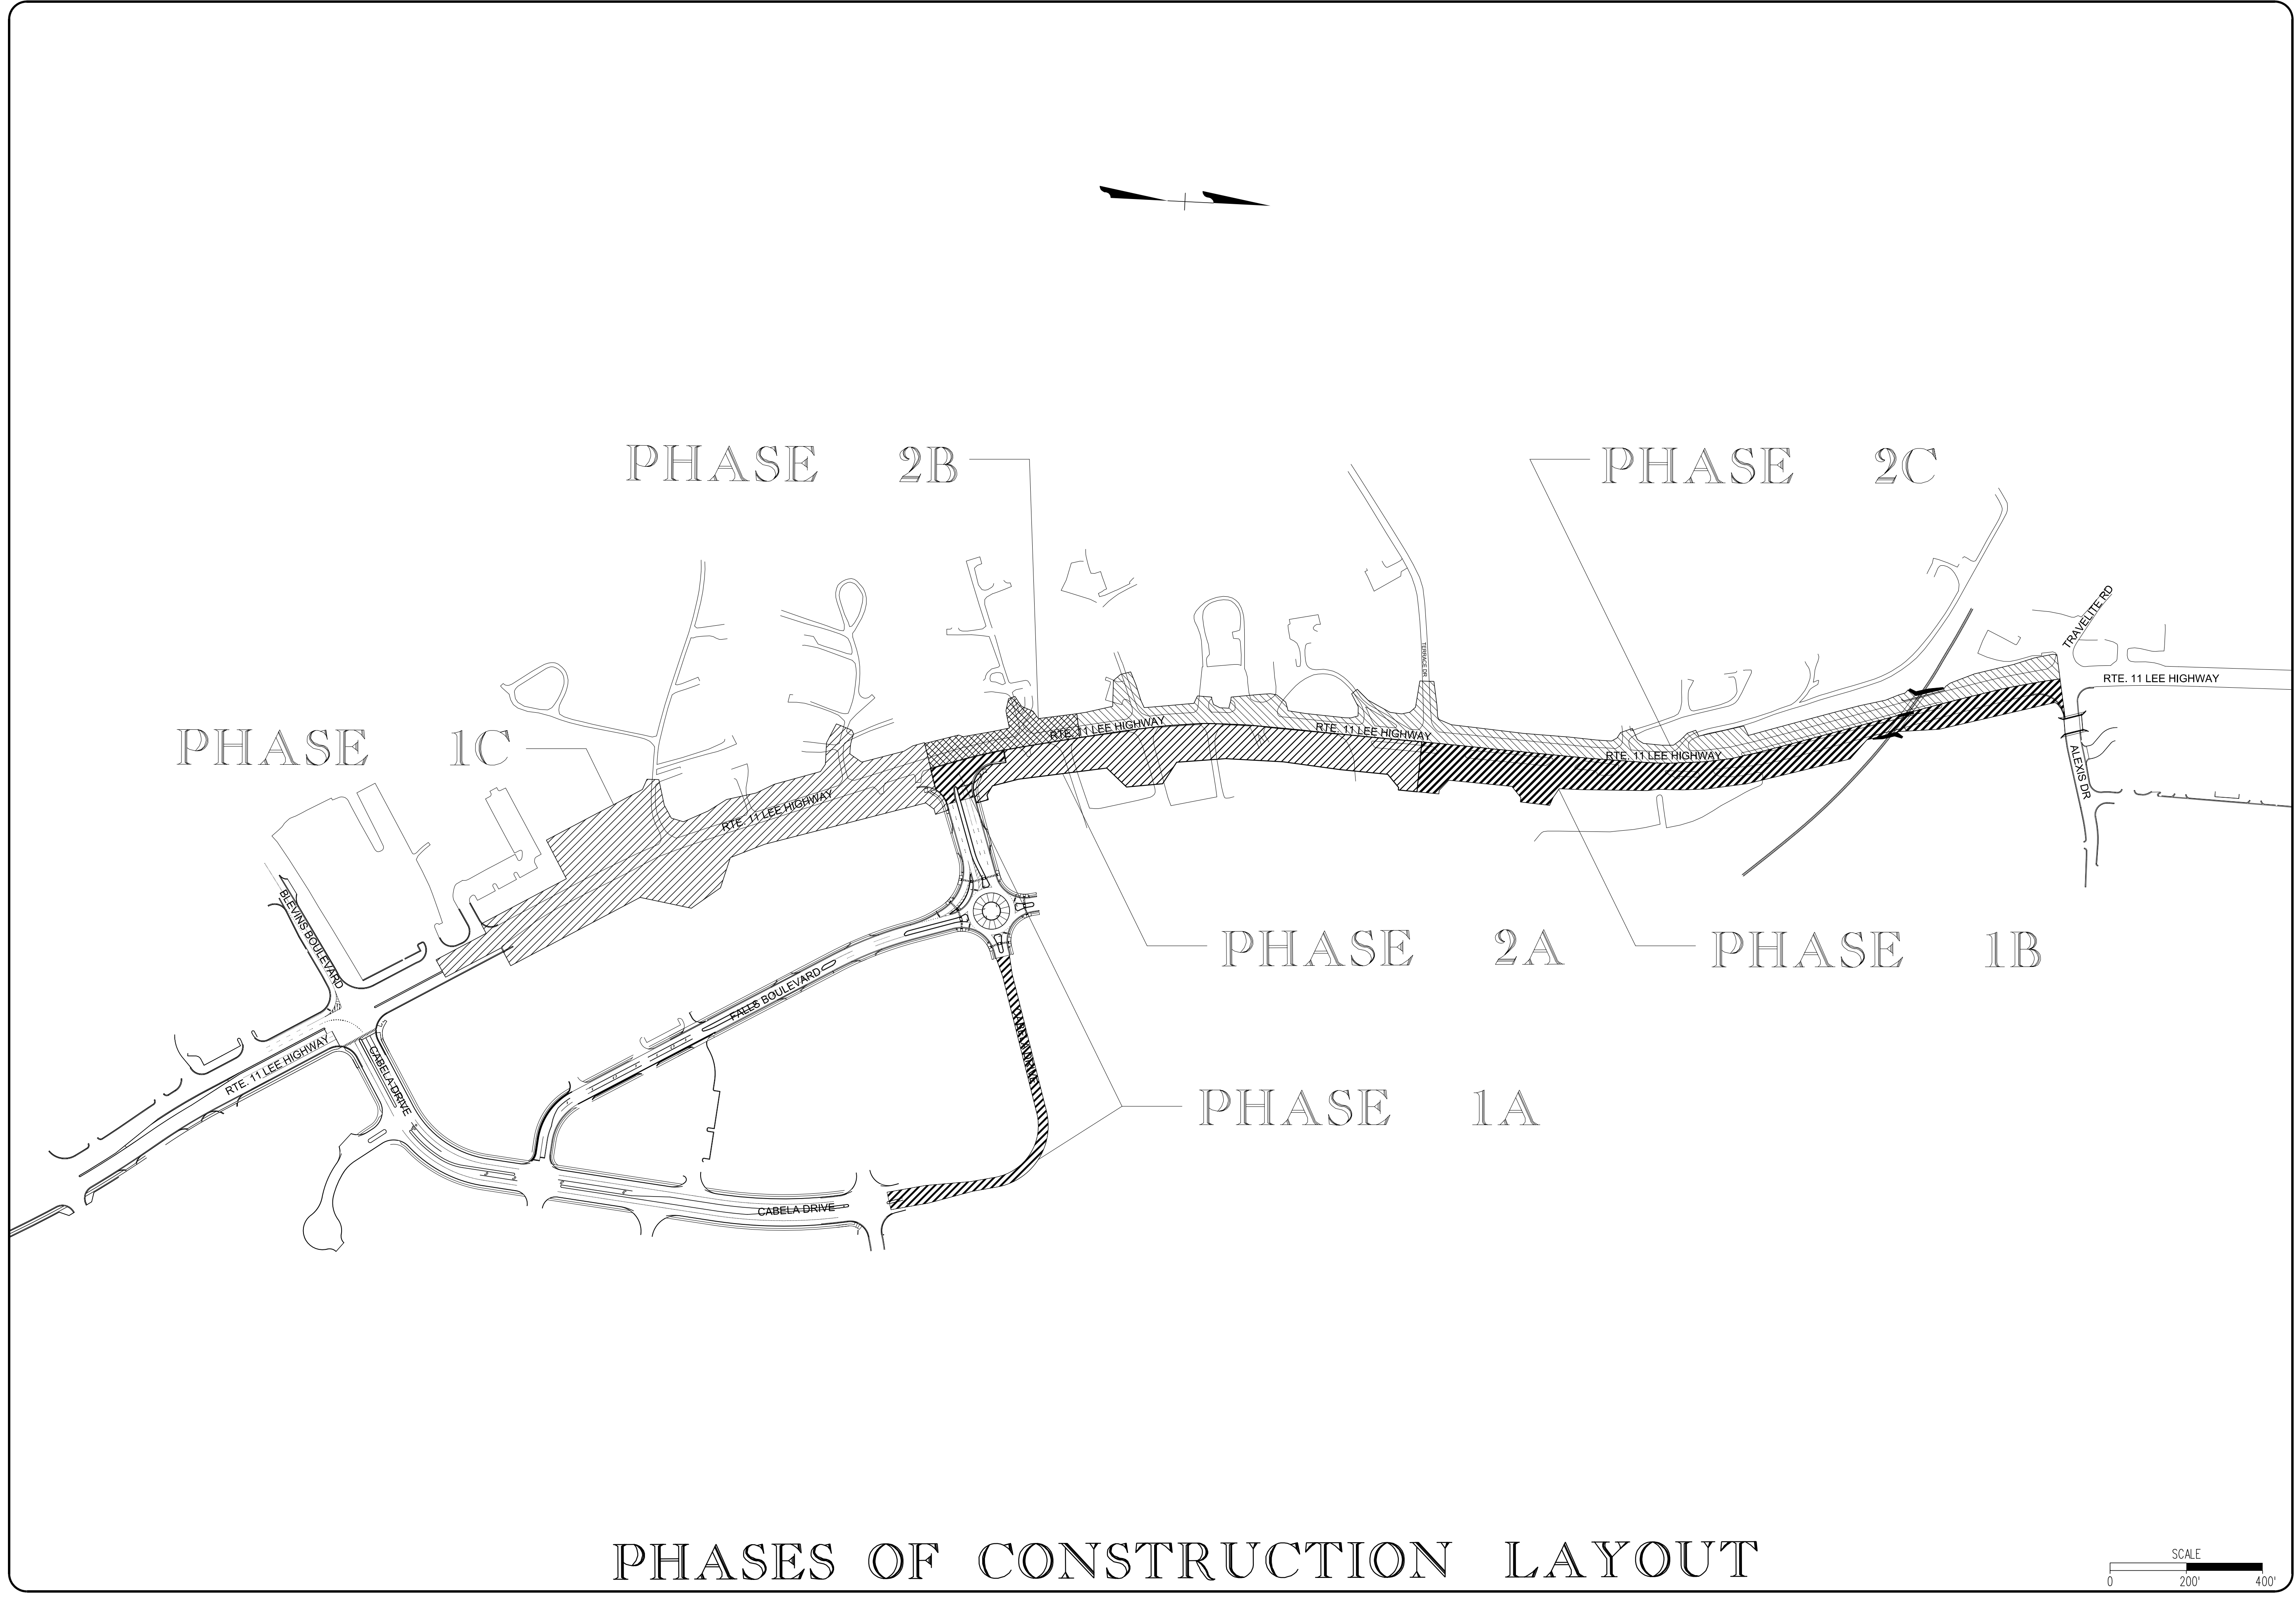 PHASE 2B
PHASE 2C
TRAVELITE RD
TERRACE DR
RTE. 11 LEE HIGHWAY
RTE. 11 LEE HIGHWAY
RTE. 11 LEE HIGHWAY
RTE. 11 LEE HIGHWAY
PHASE 1C
RTE. 11 LEE HIGHWAY
ALEXIS DR
BLEVINS BOULEVARD
PHASE 2A
PHASE 1B
FALLS BOULEVARD
RTE. 11 LEE HIGHWAY
CABELA DRIVE
PHASE 1A
CABELA DRIVE
PHASES OF CONSTRUCTION LAYOUT
SCALE
0 200' 400'